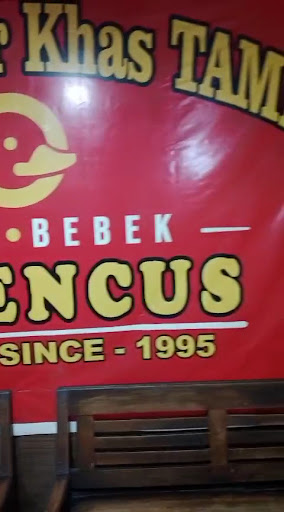 r Khas TAM
• BEBEK —
ENCUS
SINCE - 1995